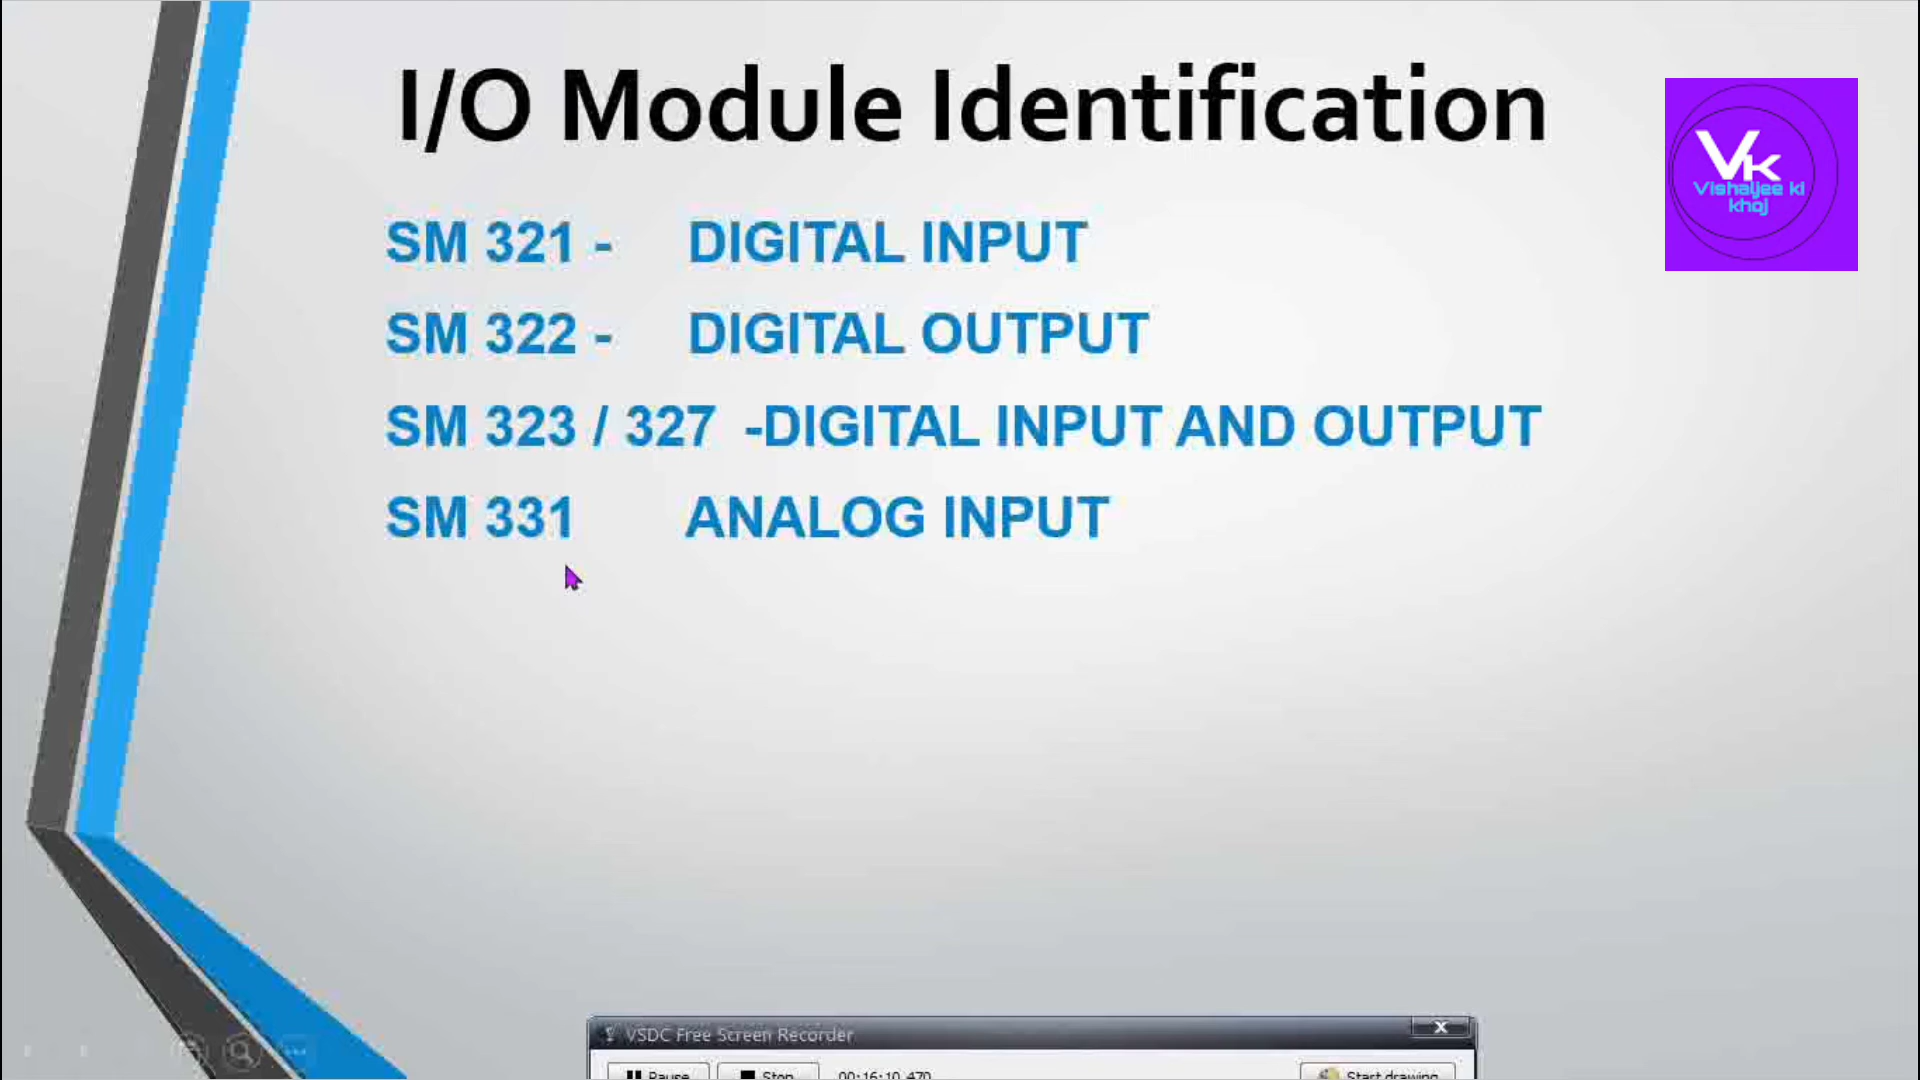 I/O Module Identification
Vk
Vishaljee ki
khoj
SM 321 - DIGITAL INPUT
SM 322 - DIGITAL OUTPUT
SM 323 / 327 -DIGITAL INPUT AND OUTPUT
SM 331 ANALOG INPUT
VSDC Free Screen Recorder
Pause Stop 00:16:10.470 Start drawing